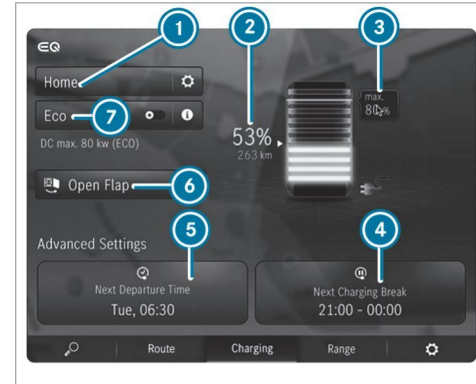 1
2
3
EQ
Home
max.
80 %
Eco
7
53%
263 km
DC max. 80 kw (ECO)
Open Flap
6
Advanced Settings
5
4
Next Departure Time
Tue, 06:30
Next Charging Break
21:00 - 00:00
Route
Charging
Range